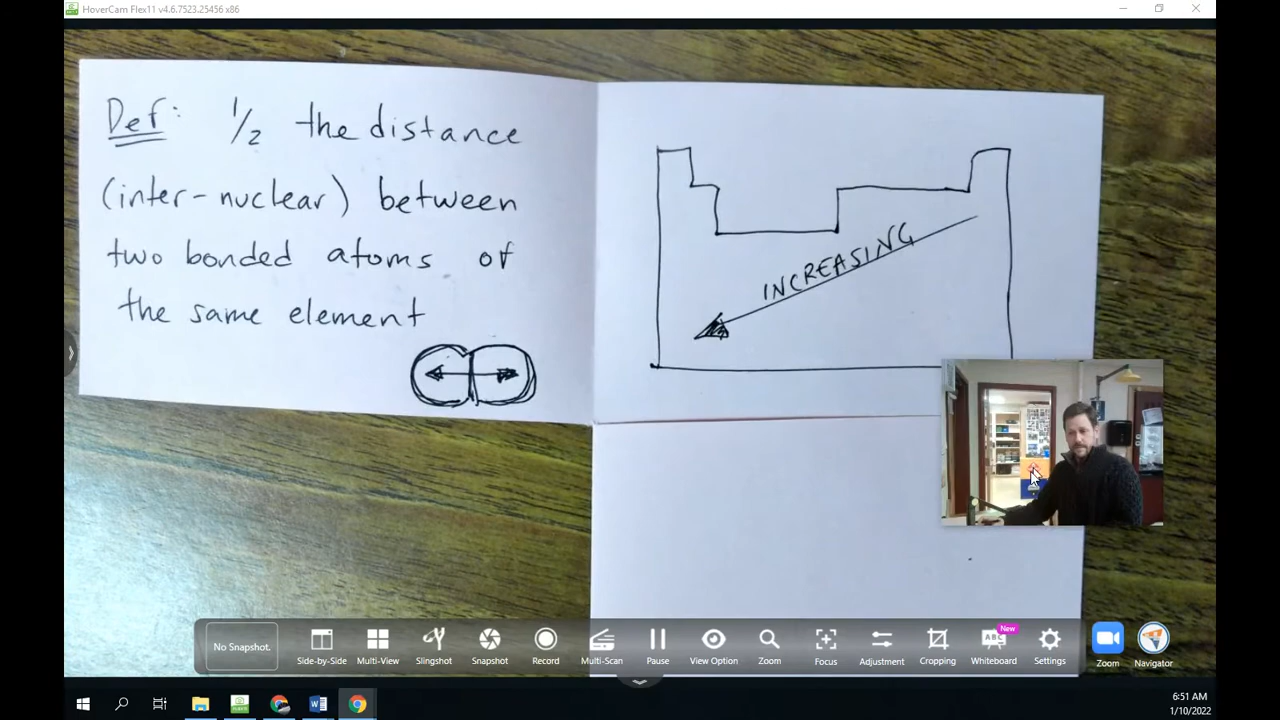 HoverCam Flex11 v4.6.7523.25456 x86
Def: 1/2 the distance
(inter-nuclear) between
two bonded atoms of
the same element
INCREASING
No Snapshot.
Side-by-Side
Multi-View
Slingshot
Snapshot
Record
Multi-Scan
Pause
View Option
Zoom
Focus
Adjustment
Cropping
New
ABC
Whiteboard
Settings
Zoom
Navigator
6:51 AM
1/10/2022